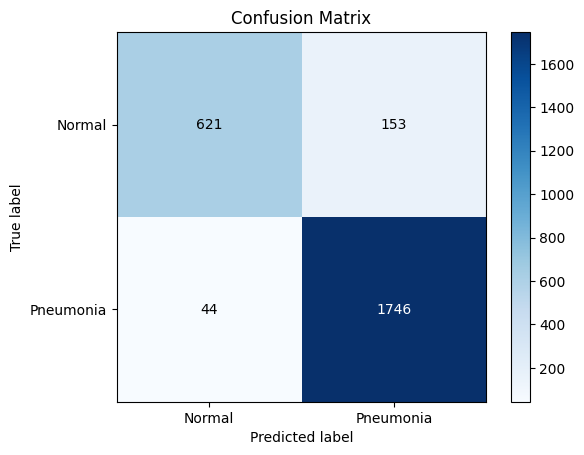 Confusion Matrix
True label
Normal
621
153
Pneumonia
44
1746
Normal
Pneumonia
Predicted label
1600
1400
1200
1000
800
600
400
200